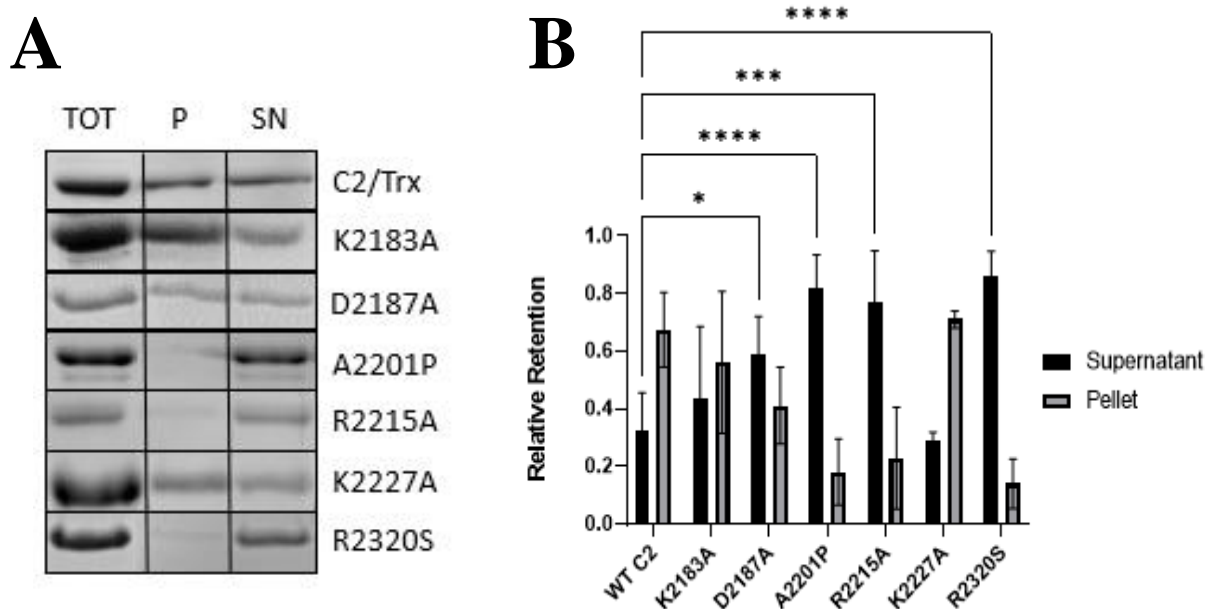 A
TOT P SN
C2/Trx
K2183A
D2187A
A2201P
R2215A
K2227A
R2320S
B
****
***
****
*
1.0
0.8
0.6
0.4
0.2
0.0
Relative Retention
WT C2
K2183A
D2187A
A2201P
R2215A
K2227A
R2320S
Supernatant
Pellet